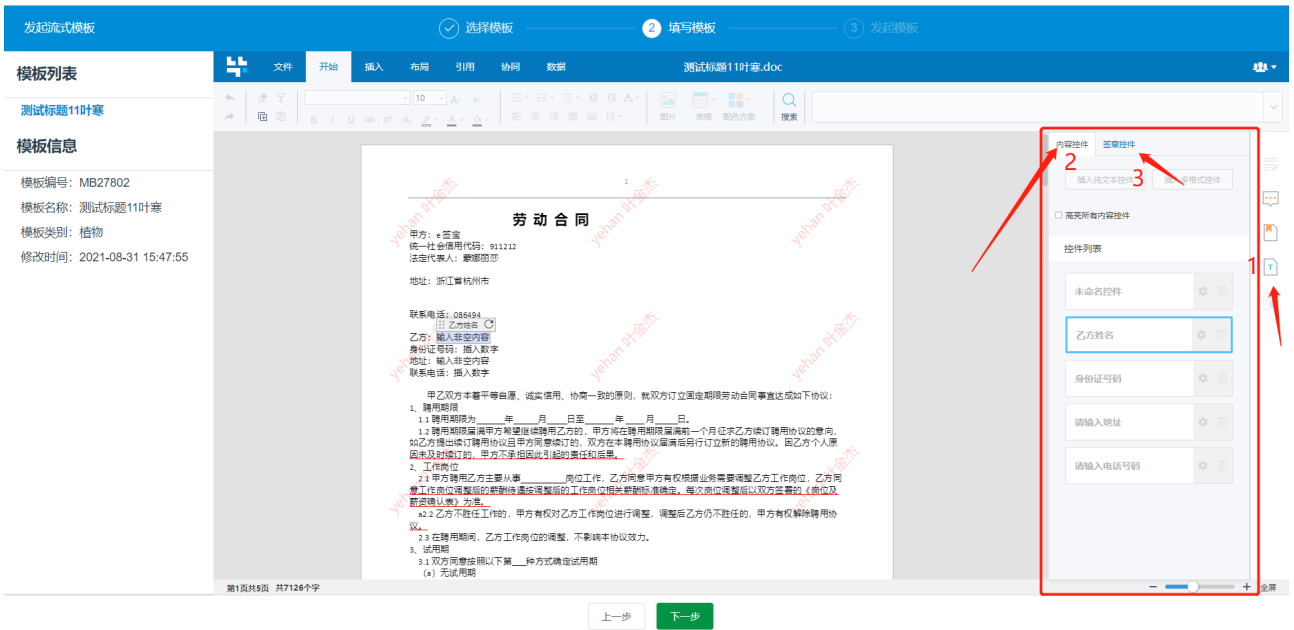 发起流式模板
选择模板
2 填写模板
3 发起模板
模板列表
测试标题11叶寒
模板信息
模板编号：MB27802
模板名称：测试标题11叶寒
模板类别：植物
修改时间：2021-08-31 15:47:55
文件 开始 插入 布局 引用 协同 数据
测试标题11叶寒.doc
10
图片 表格 配色方案 搜索
1
劳动合同
甲方：e签宝
统一社会信用代码：911212
法定代表人：蒙娜丽莎
地址：浙江省杭州市
联系电话：086494
乙方姓名
乙方：输入非空内容
身份证号码：插入数字
地址：输入非空内容
联系电话：插入数字
甲乙双方本着平等自愿、诚实信用、协商一致的原则，就双方订立固定期限劳动合同事宜达成如下协议：
1、聘用期限
1.1聘用期限为______年____月____日至______年____月____日。
1.2聘用期限届满甲方希望继续聘用乙方的，甲方将在聘用期限届满前一个月征求乙方续订聘用协议的意向，
如乙方提出续订聘用协议且甲方同意续订的，双方在本聘用协议届满后另行订立新的聘用协议。因乙方个人原
因未及时续订的，甲方不承担因此引起的责任和后果。
2、工作岗位
2.1甲方聘用乙方主要从事__________岗位工作，乙方同意甲方有权根据业务需要调整乙方工作岗位，乙方同
意工作岗位调整后的薪酬待遇按调整后的工作岗位相关薪酬标准确定。每次岗位调整后以双方签署的《岗位及
薪资确认表》为准。
a2.2乙方不胜任工作的，甲方有权对乙方工作岗位进行调整，调整后乙方仍不胜任的，甲方有权解除聘用协
议。
2.3在聘用期间，乙方工作岗位的调整，不影响本协议效力。
3、试用期
3.1双方同意按照以下第___种方式确定试用期
(a) 无试用期
yehan 叶金杰
yehan 叶金杰
yehan 叶金杰
yehan 叶金杰
yehan 叶金杰
yehan 叶金杰
内容控件 签章控件
2
3
1
插入纯文本控件
高亮所有内容控件
控件列表
未命名控件
乙方姓名
身份证号码
请输入地址
请输入电话号码
第1页共5页 共7126个字
全屏
上一步 下一步